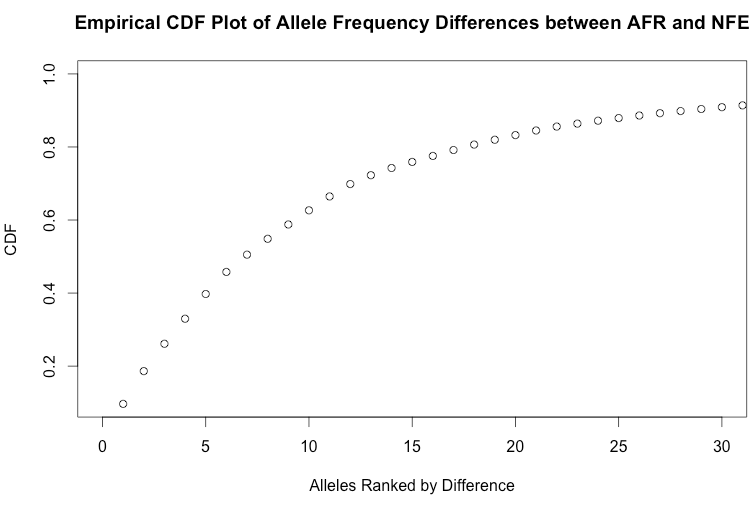 Empirical CDF Plot of Allele Frequency Differences between AFR and NFE
1.0
0.8
0.6
0.4
0.2
CDF
0 5 10 15 20 25 30
Alleles Ranked by Difference